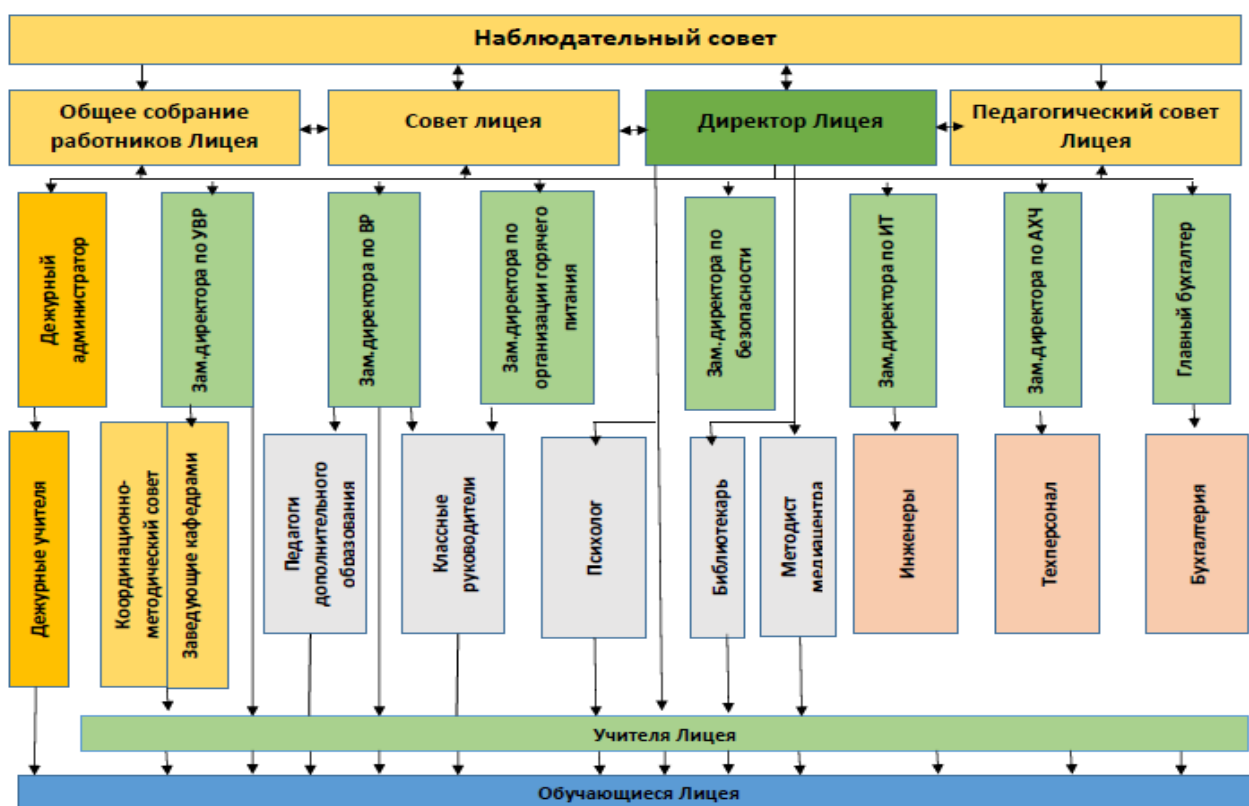 Наблюдательный совет
Общее собрание
работников Лицея
Совет лицея
Директор Лицея
Педагогический совет
Лицея
Дежурный
администратор
Зам.директора по УВР
Зам.директора по ВР
Зам.директора по
организации горячего
питания
Зам.директора по
безопасности
Зам.директора по ИТ
Зам.директора по АХЧ
Главный бухгалтер
Дежурные учителя
Координационно-
методический совет
Заведующие кафедрами
Педагоги
дополнительного
образования
Классные
руководители
Психолог
Библиотекарь
Методист
медиацентра
Инженеры
Техперсонал
Бухгалтерия
Учителя Лицея
Обучающиеся Лицея